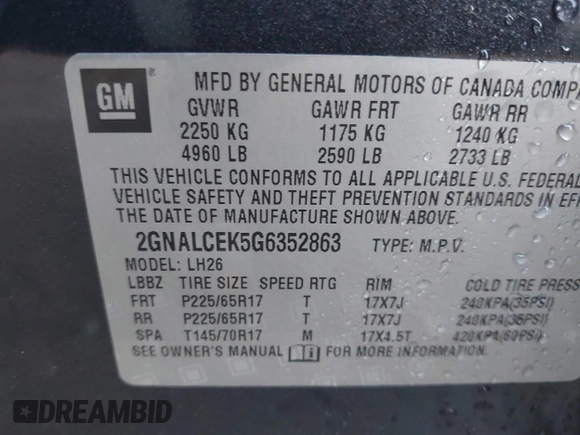 GM
MFD BY GENERAL MOTORS OF CANADA COMPA
GVWR GAWR FRT GAWR RR
2250 KG 1175 KG 1240 KG
4960 LB 2590 LB 2733 LB
THIS VEHICLE CONFORMS TO ALL APPLICABLE U.S. FEDERAL
VEHICLE SAFETY AND THEFT PREVENTION STANDARDS IN EFF
THE DATE OF MANUFACTURE SHOWN ABOVE.
2GNALCEK5G6352863 TYPE: M.P.V.
MODEL: LH26
LBBZ TIRE SIZE SPEED RTG RIM COLD TIRE PRESS
FRT P225/65R17 T 17X7J 240KPA(35PSI)
RR P225/65R17 T 17X7J 240KPA(35PSI)
SPA T145/70R17 M 17X4.5T 420KPA(60PSI)
SEE OWNER'S MANUAL FOR MORE INFORMATION.
DREAMBID